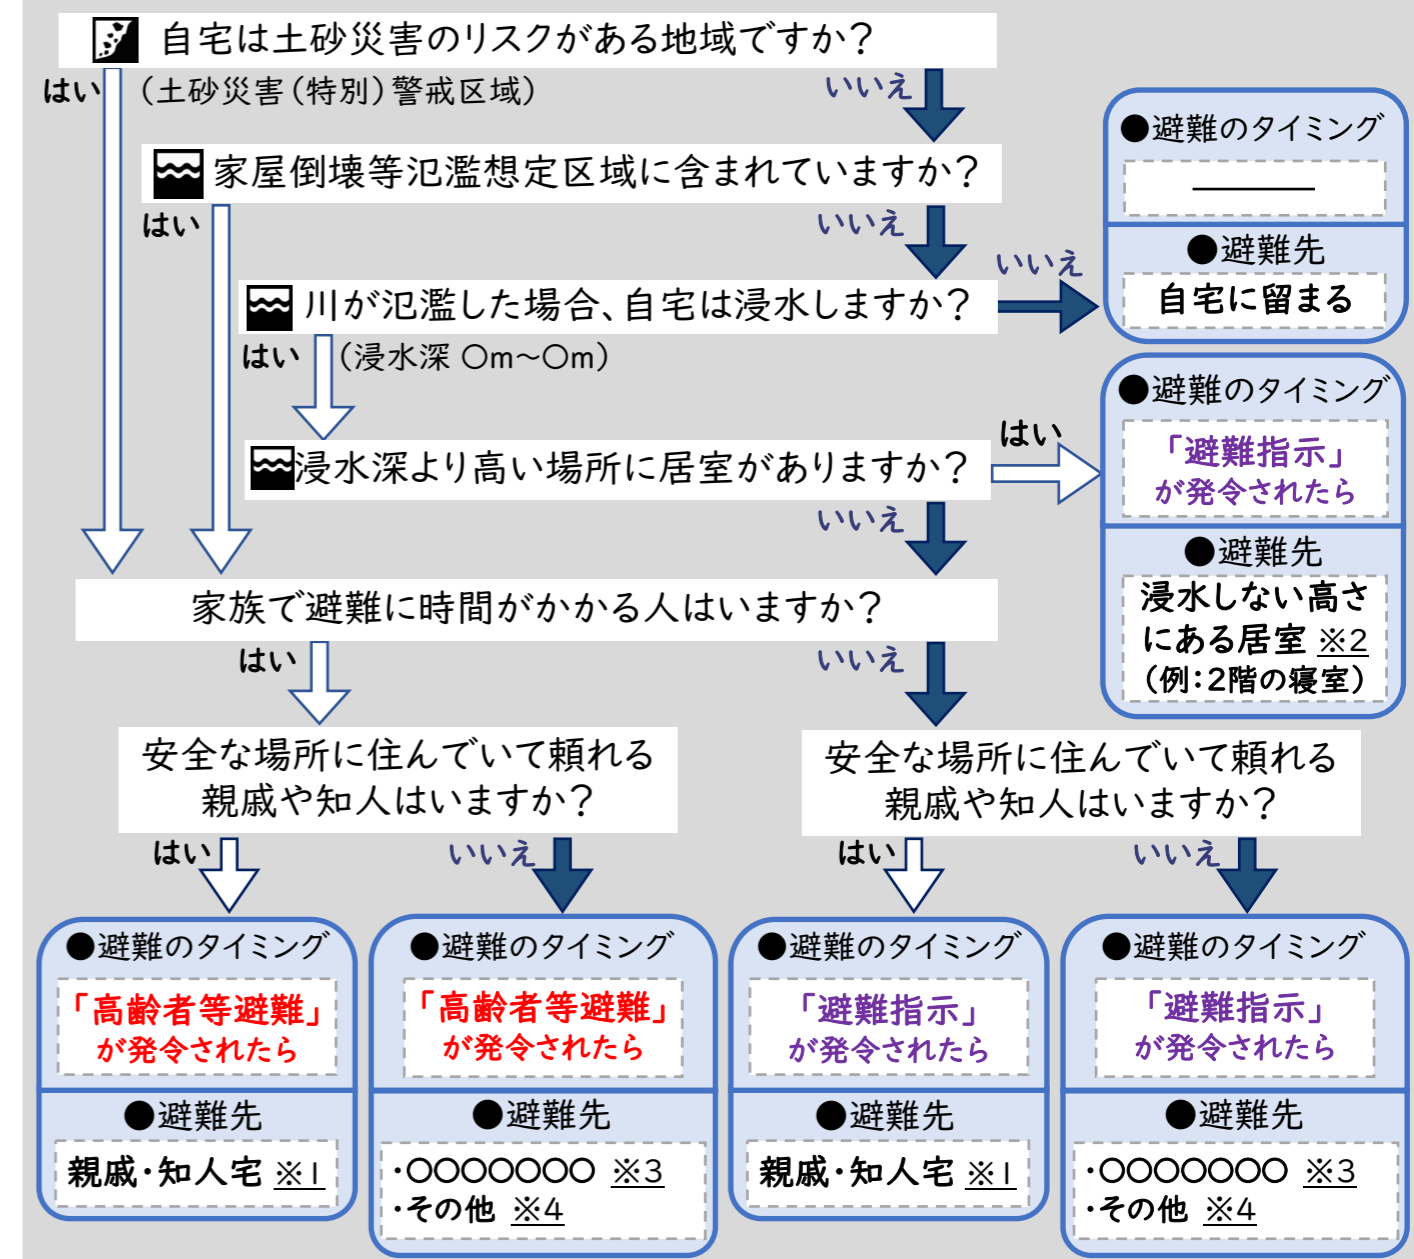 自宅は土砂災害のリスクがある地域ですか?
はい
(土砂災害(特別)警戒区域)
いいえ
家屋倒壊等氾濫想定区域に含まれていますか?
はい
いいえ
川が氾濫した場合、自宅は浸水しますか?
いいえ
はい
(浸水深 〇m~〇m)
●避難のタイミング
●避難先
自宅に留まる
浸水深より高い場所に居室がありますか?
はい
いいえ
●避難のタイミング
「避難指示」
が発令されたら
●避難先
浸水しない高さ
にある居室 ※2
(例:2階の寝室)
家族で避難に時間がかかる人はいますか?
はい
いいえ
安全な場所に住んでいて頼れる
親戚や知人はいますか?
はい
いいえ
安全な場所に住んでいて頼れる
親戚や知人はいますか?
はい
いいえ
●避難のタイミング
「高齢者等避難」
が発令されたら
●避難先
親戚・知人宅 ※1
●避難のタイミング
「高齢者等避難」
が発令されたら
●避難先
・〇〇〇〇〇〇〇 ※3
・その他 ※4
●避難のタイミング
「避難指示」
が発令されたら
●避難先
親戚・知人宅 ※1
●避難のタイミング
「避難指示」
が発令されたら
●避難先
・〇〇〇〇〇〇〇 ※3
・その他 ※4